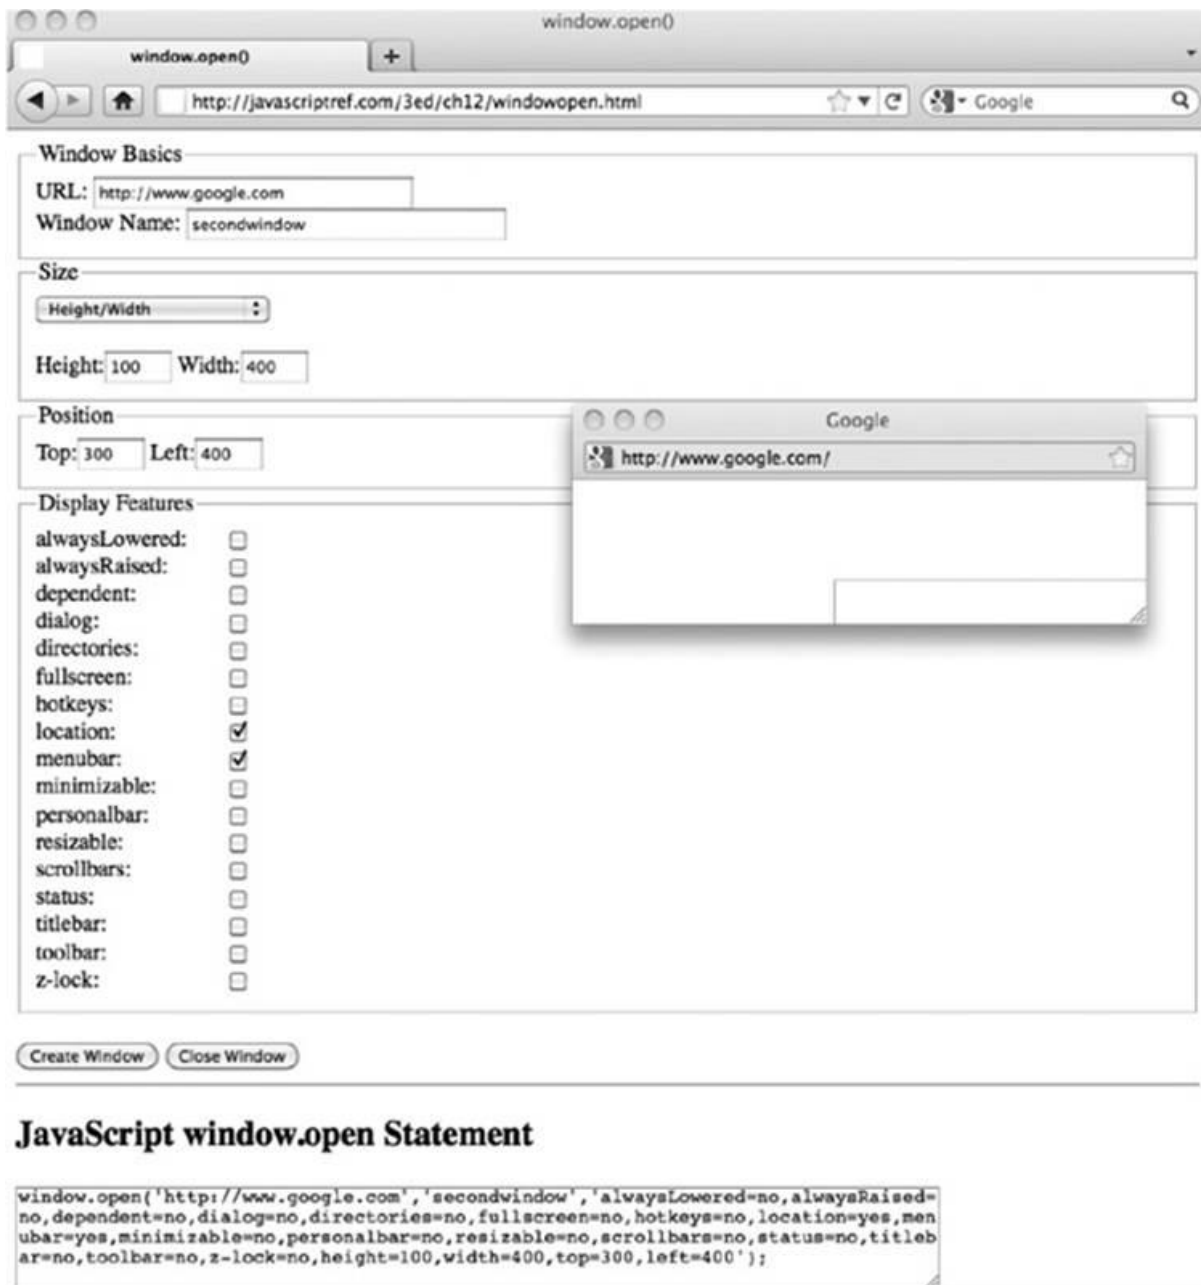 window.open()
window.open() +
http://javascriptref.com/3ed/ch12/windowopen.html Google
Window Basics
URL: http://www.google.com
Window Name: secondwindow
Size
Height/Width
Height: 100 Width: 400
Position
Top: 300 Left: 400
Google
http://www.google.com/
Display Features
alwaysLowered:
alwaysRaised:
dependent:
dialog:
directories:
fullscreen:
hotkeys:
location:
menubar:
minimizable:
personalbar:
resizable:
scrollbars:
status:
titlebar:
toolbar:
z-lock:
Create Window Close Window
JavaScript window.open Statement
window.open('http://www.google.com','secondwindow','alwaysLowered=no,alwaysRaised=
no,dependent=no,dialog=no,directories=no,fullscreen=no,hotkeys=no,location=yes,men
ubar=yes,minimizable=no,personalbar=no,resizable=no,scrollbars=no,status=no,titleb
ar=no,toolbar=no,z-lock=no,height=100,width=400,top=300,left=400');